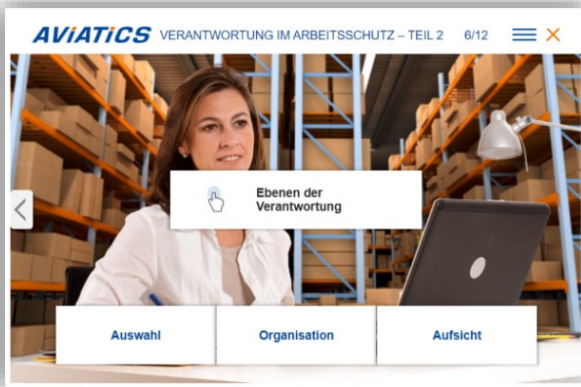 AViATiCS VERANTWORTUNG IM ARBEITSSCHUTZ – TEIL 2 6/12
Ebenen der
Verantwortung
Auswahl Organisation Aufsicht